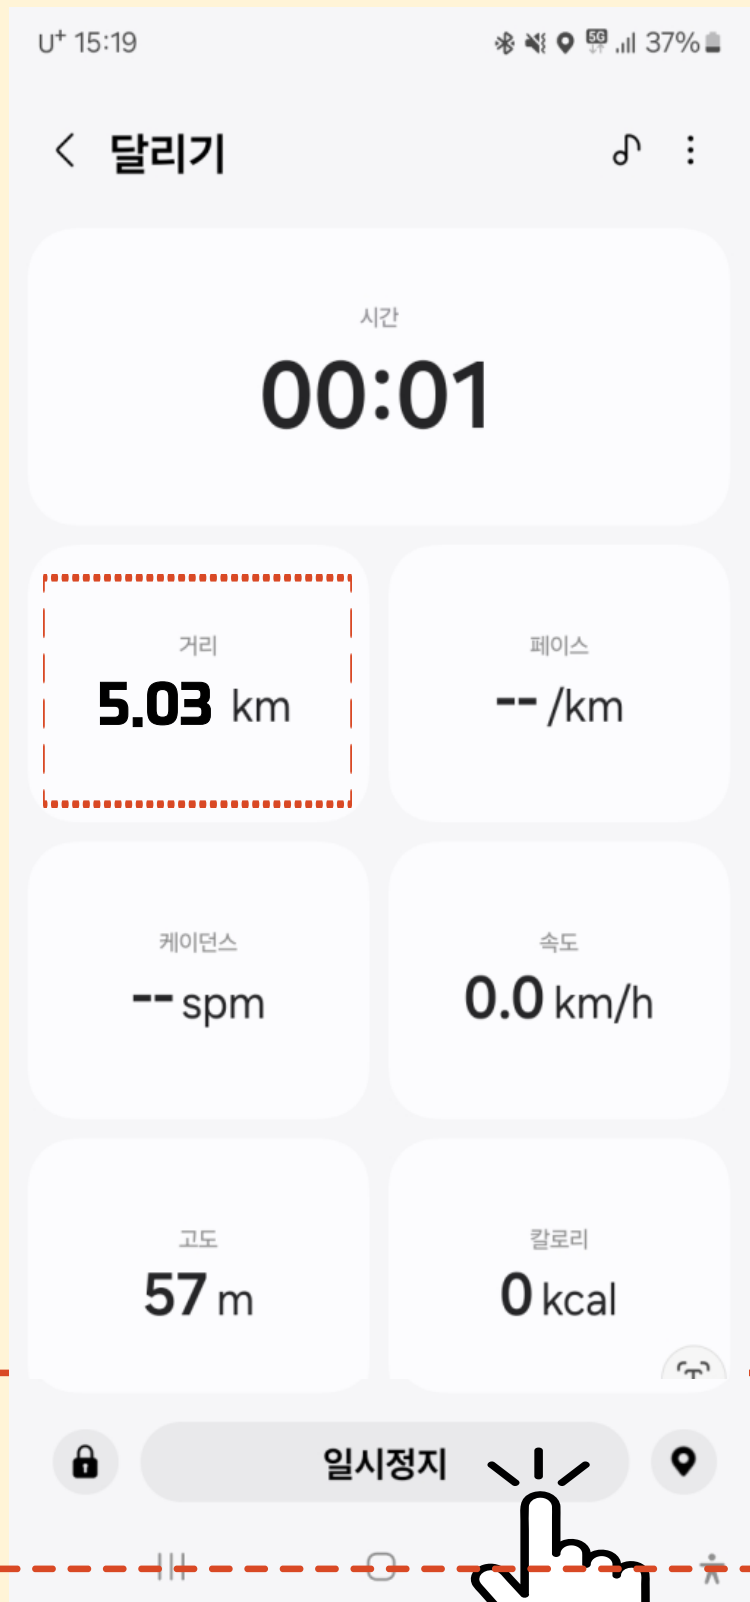 U+ 15:19 5G 37%
달리기
시간
00:01
거리 페이스
5.03 km -- /km
케이던스 속도
-- spm 0.0 km/h
고도 칼로리
57 m 0 kcal
T
일시정지